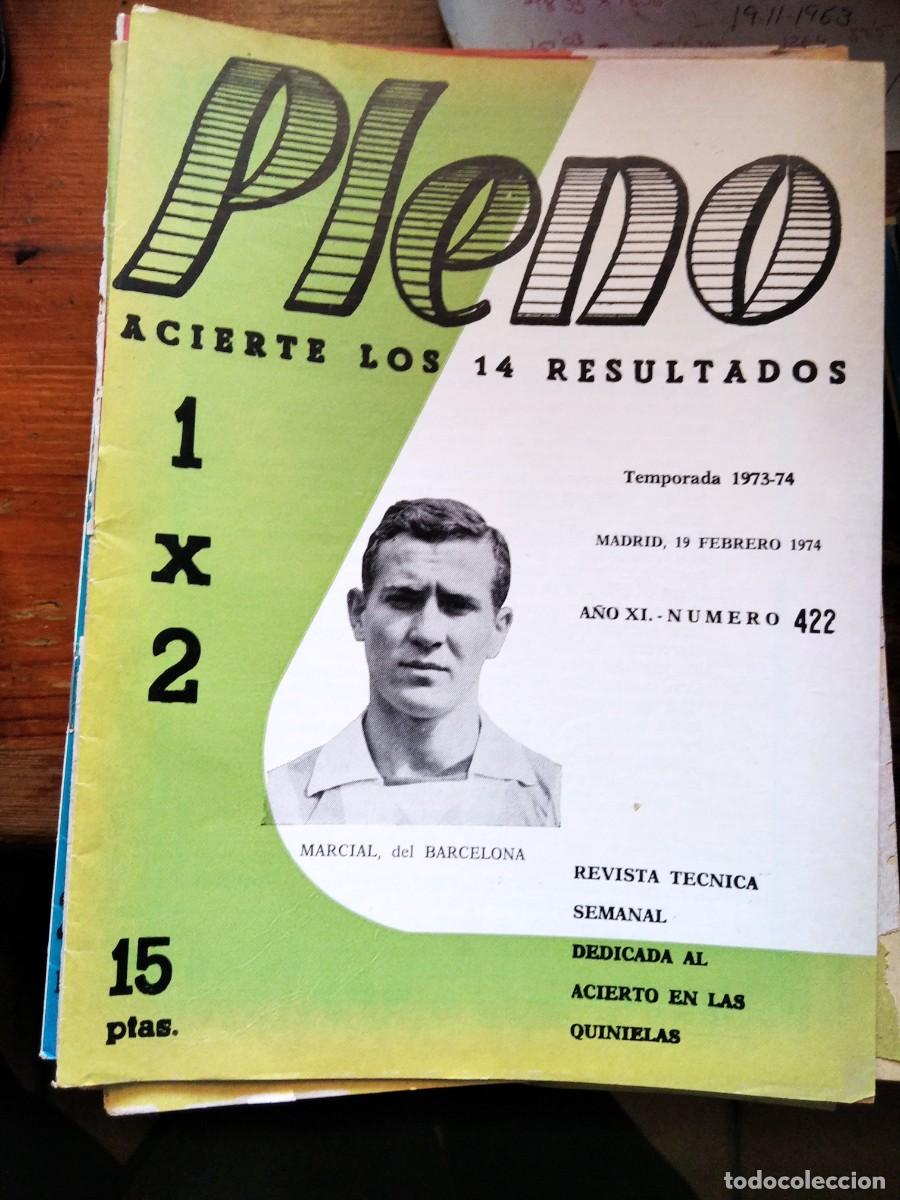 19-11-1963
Pleno
ACIERTE LOS 14 RESULTADOS
1
x
2
Temporada 1973-74
MADRID, 19 FEBRERO 1974
AÑO XI.-NUMERO 422
MARCIAL, del BARCELONA
REVISTA TECNICA
SEMANAL
DEDICADA AL
ACIERTO EN LAS
QUINIELAS
15
ptas.
todocoleccion